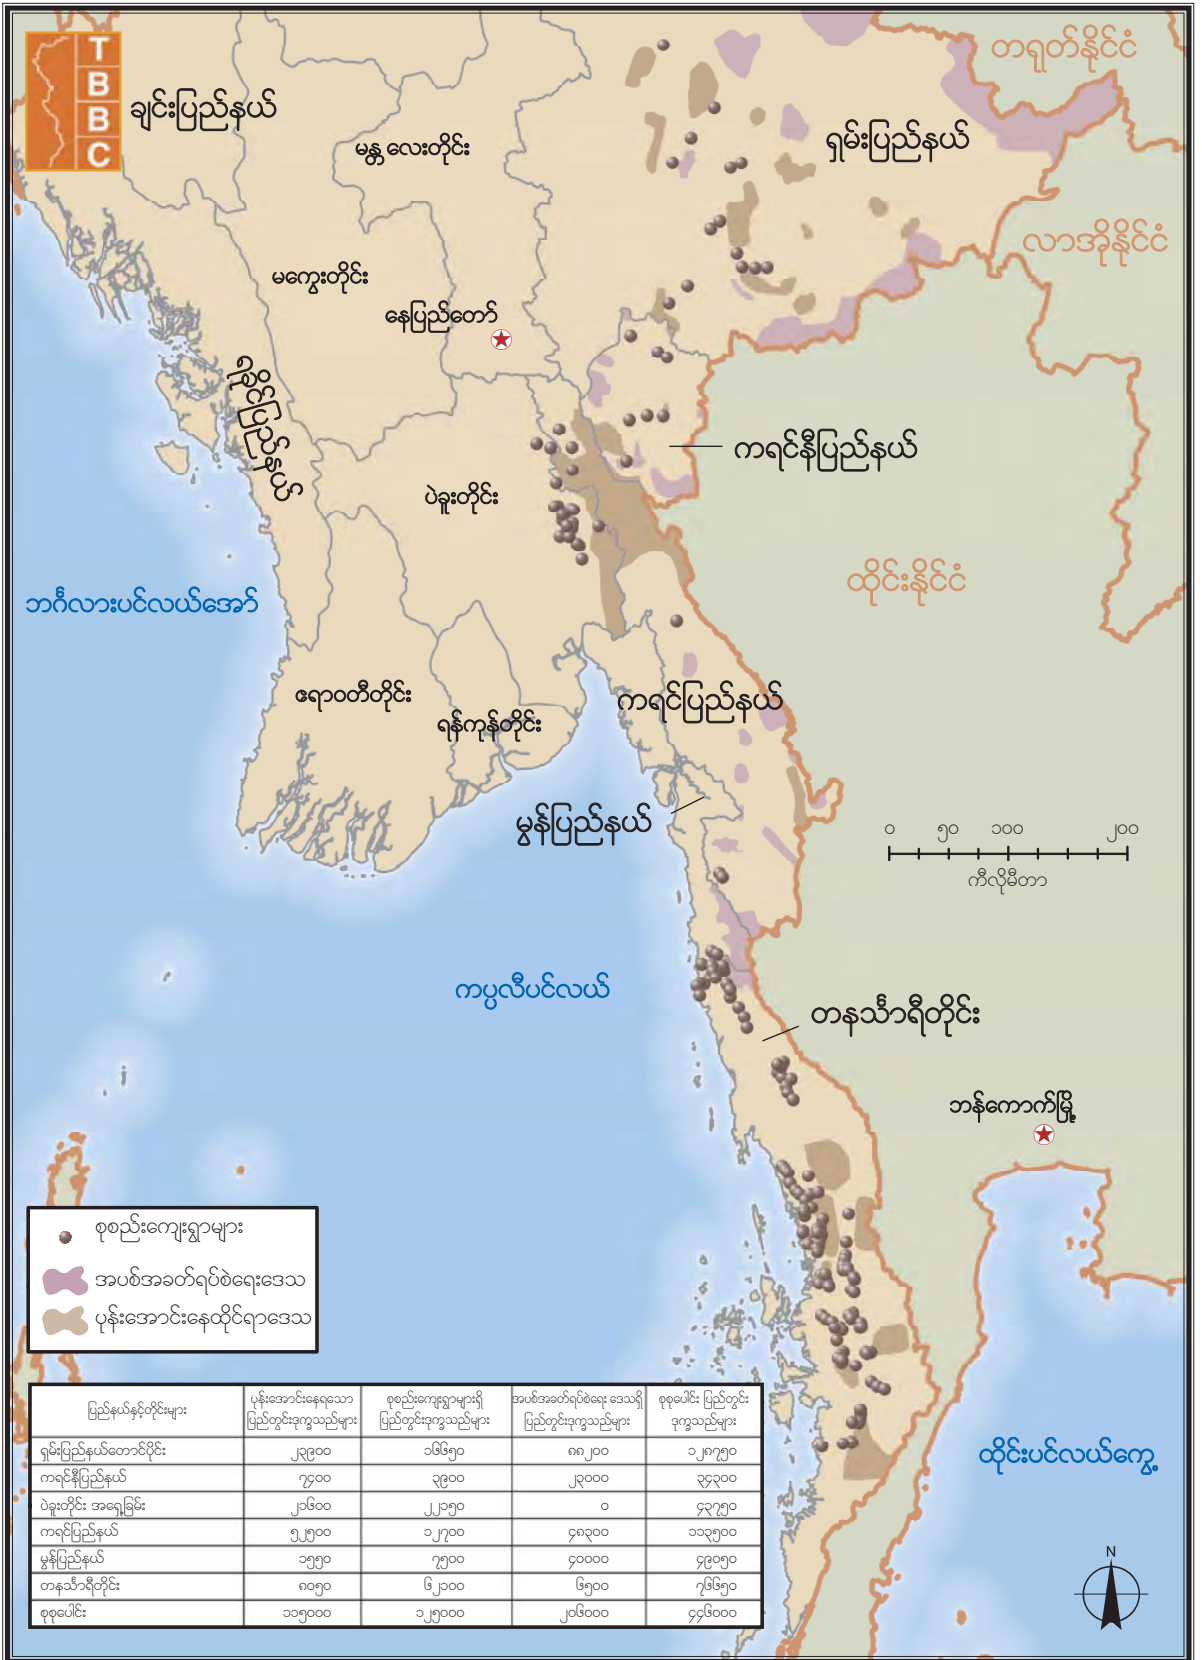 T
B
B
C
တရုတ်နိုင်ငံ
ချင်းပြည်နယ်
မန္တလေးတိုင်း
ရှမ်းပြည်နယ်
လာအိုနိုင်ငံ
မကွေးတိုင်း
နေပြည်တော်
ရခိုင်ပြည်နယ်
ကရင်နီပြည်နယ်
ပဲခူးတိုင်း
ထိုင်းနိုင်ငံ
ဘင်္ဂလားပင်လယ်အော်
ဧရာဝတီတိုင်း
ရန်ကုန်တိုင်း
ကရင်ပြည်နယ်
မွန်ပြည်နယ်
၀ ၅၀ ၁၀၀ ၂၀၀
ကီလိုမီတာ
ကပ္ပလီပင်လယ်
တနင်္သာရီတိုင်း
ဘန်ကောက်မြို့
စုစည်းကျေးရွာများ
အပစ်အခတ်ရပ်စဲရေးဒေသ
ပုန်းအောင်းနေထိုင်ရာဒေသ
ထိုင်းပင်လယ်ကွေ့
N
ပြည်နယ်နှင့်တိုင်းများ ပုန်းအောင်းနေရသော ပြည်တွင်းဒုက္ခသည်များ စုစည်းကျေးရွာများရှိ ပြည်တွင်းဒုက္ခသည်များ အပစ်အခတ်ရပ်စဲရေး ဒေသရှိ ပြည်တွင်းဒုက္ခသည်များ စုစုပေါင်း ပြည်တွင်း ဒုက္ခသည်များ
ရှမ်းပြည်နယ်တောင်ပိုင်း ၂၃၉၀၀ ၁၆၆၅၀ ၈၈၂၀၀ ၁၂၈၇၅၀
ကရင်နီပြည်နယ် ၇၄၀၀ ၃၉၀၀ ၂၃၀၀၀ ၃၄၃၀၀
ပဲခူးတိုင်း အရှေ့ခြမ်း ၂၁၆၀၀ ၂၂၁၅၀ ၀ ၄၃၇၅၀
ကရင်ပြည်နယ် ၅၂၅၀၀ ၁၂၇၀၀ ၄၈၃၀၀ ၁၁၃၅၀၀
မွန်ပြည်နယ် ၁၅၅၀ ၇၅၀၀ ၄၀၀၀၀ ၄၉၀၅၀
တနင်္သာရီတိုင်း ၈၀၅၀ ၆၂၁၀၀ ၆၅၀၀ ၇၆၆၅၀
စုစုပေါင်း ၁၁၅၀၀၀ ၁၂၅၀၀၀ ၂၀၆၀၀၀ ၄၄၆၀၀၀